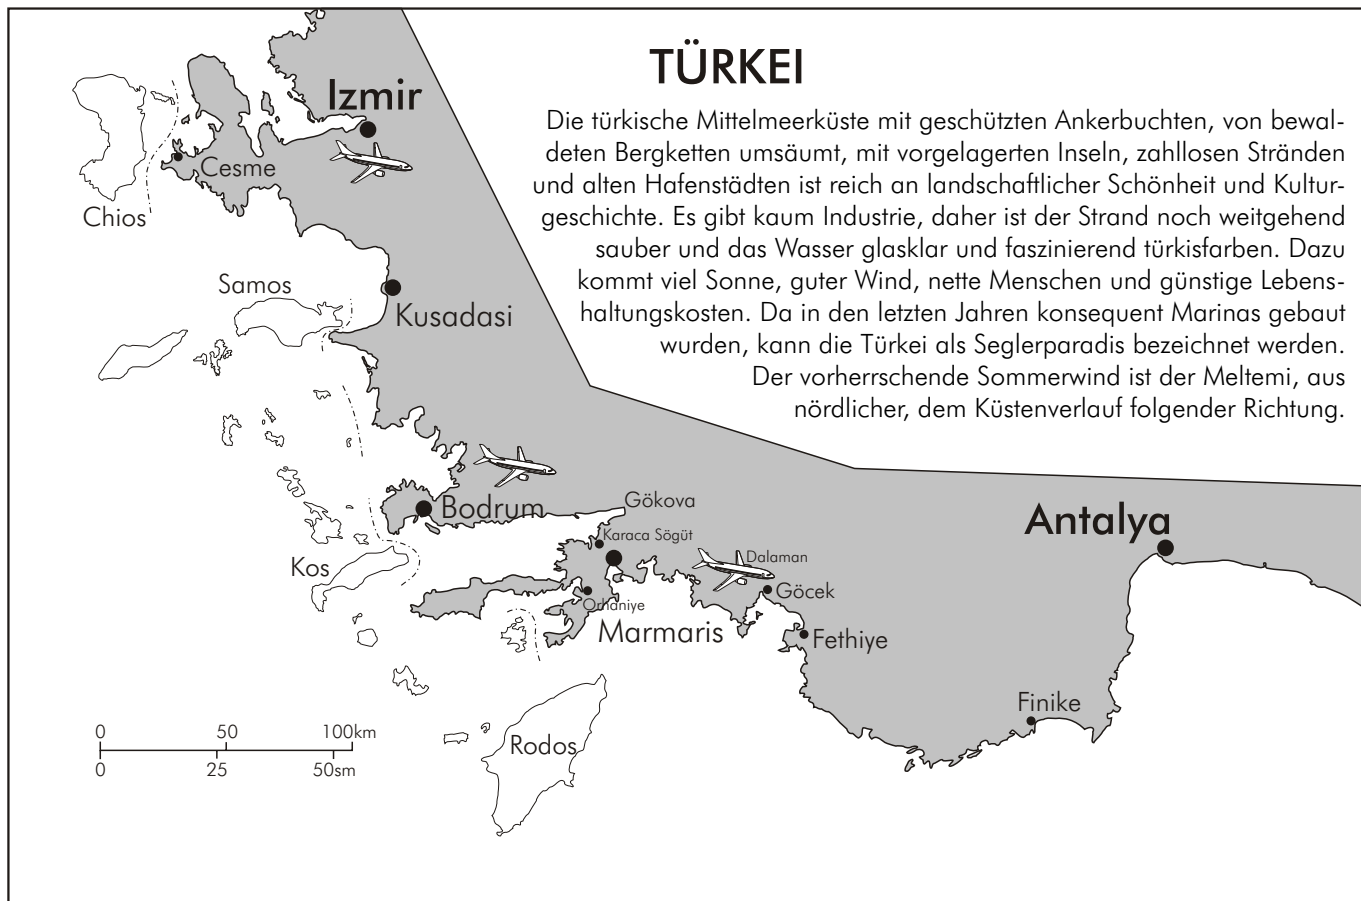 TÜRKEI
Die türkische Mittelmeerküste mit geschützten Ankerbuchten, von bewal-
deten Bergketten umsäumt, mit vorgelagerten Inseln, zahllosen Stränden
und alten Hafenstädten ist reich an landschaftlicher Schönheit und Kultur-
geschichte. Es gibt kaum Industrie, daher ist der Strand noch weitgehend
sauber und das Wasser glasklar und faszinierend türkisfarben. Dazu
kommt viel Sonne, guter Wind, nette Menschen und günstige Lebens-
haltungskosten. Da in den letzten Jahren konsequent Marinas gebaut
wurden, kann die Türkei als Seglerparadis bezeichnet werden.
Der vorherrschende Sommerwind ist der Meltemi, aus
nördlicher, dem Küstenverlauf folgender Richtung.
Izmir
Cesme
Chios
Samos
Kusadasi
Bodrum
Gökova
Karaca Sögüt
Antalya
Dalaman
Kos
Göcek
Orhaniye
Marmaris
Fethiye
Finike
Rodos
0 50 100km
0 25 50sm